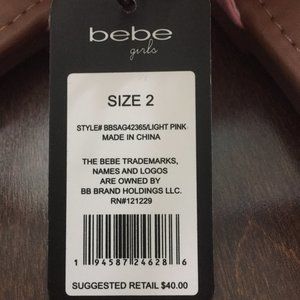 bebe
girls
SIZE 2
STYLE# BBSAG42365/LIGHT PINK
MADE IN CHINA
THE BEBE TRADEMARKS,
NAMES AND LOGOS
ARE OWNED BY
BB BRAND HOLDINGS LLC.
RN#121229
1 94587 24628 6
SUGGESTED RETAIL $40.00